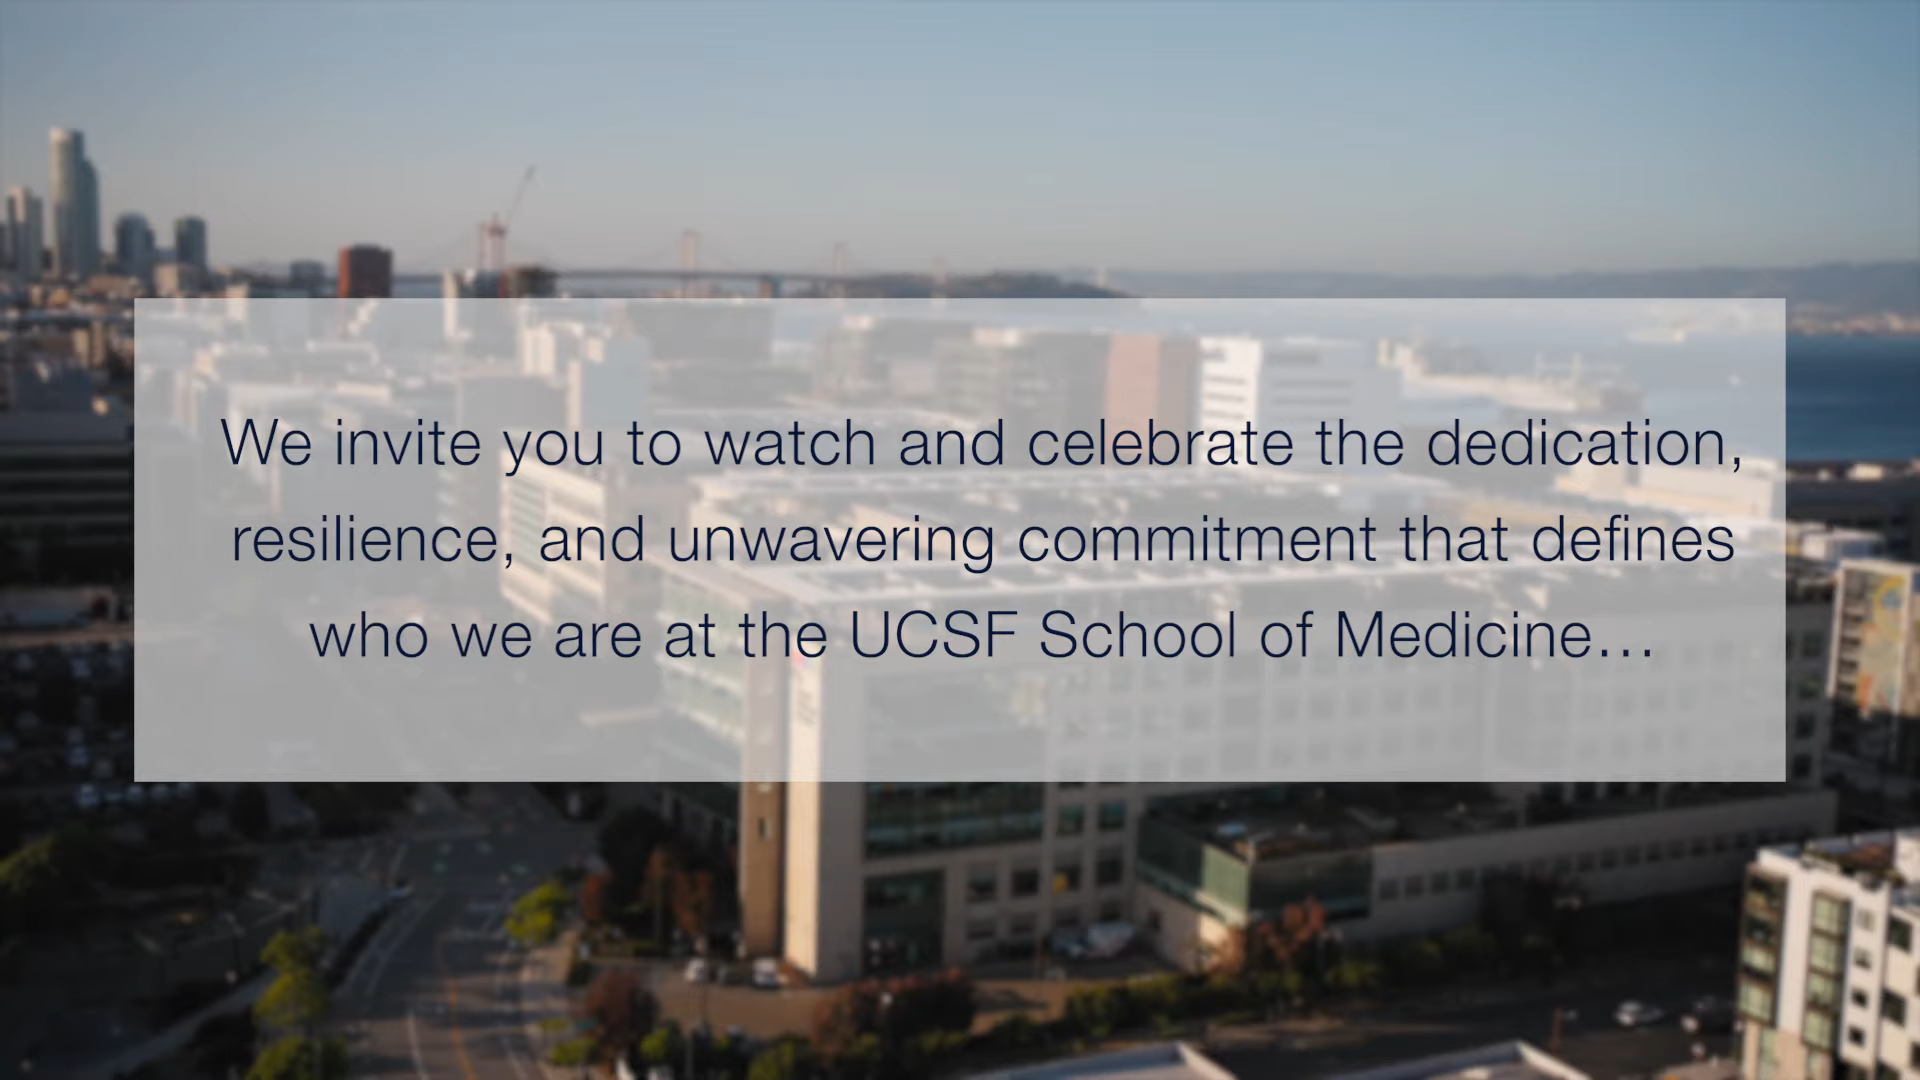 We invite you to watch and celebrate the dedication,
resilience, and unwavering commitment that defines
who we are at the UCSF School of Medicine...